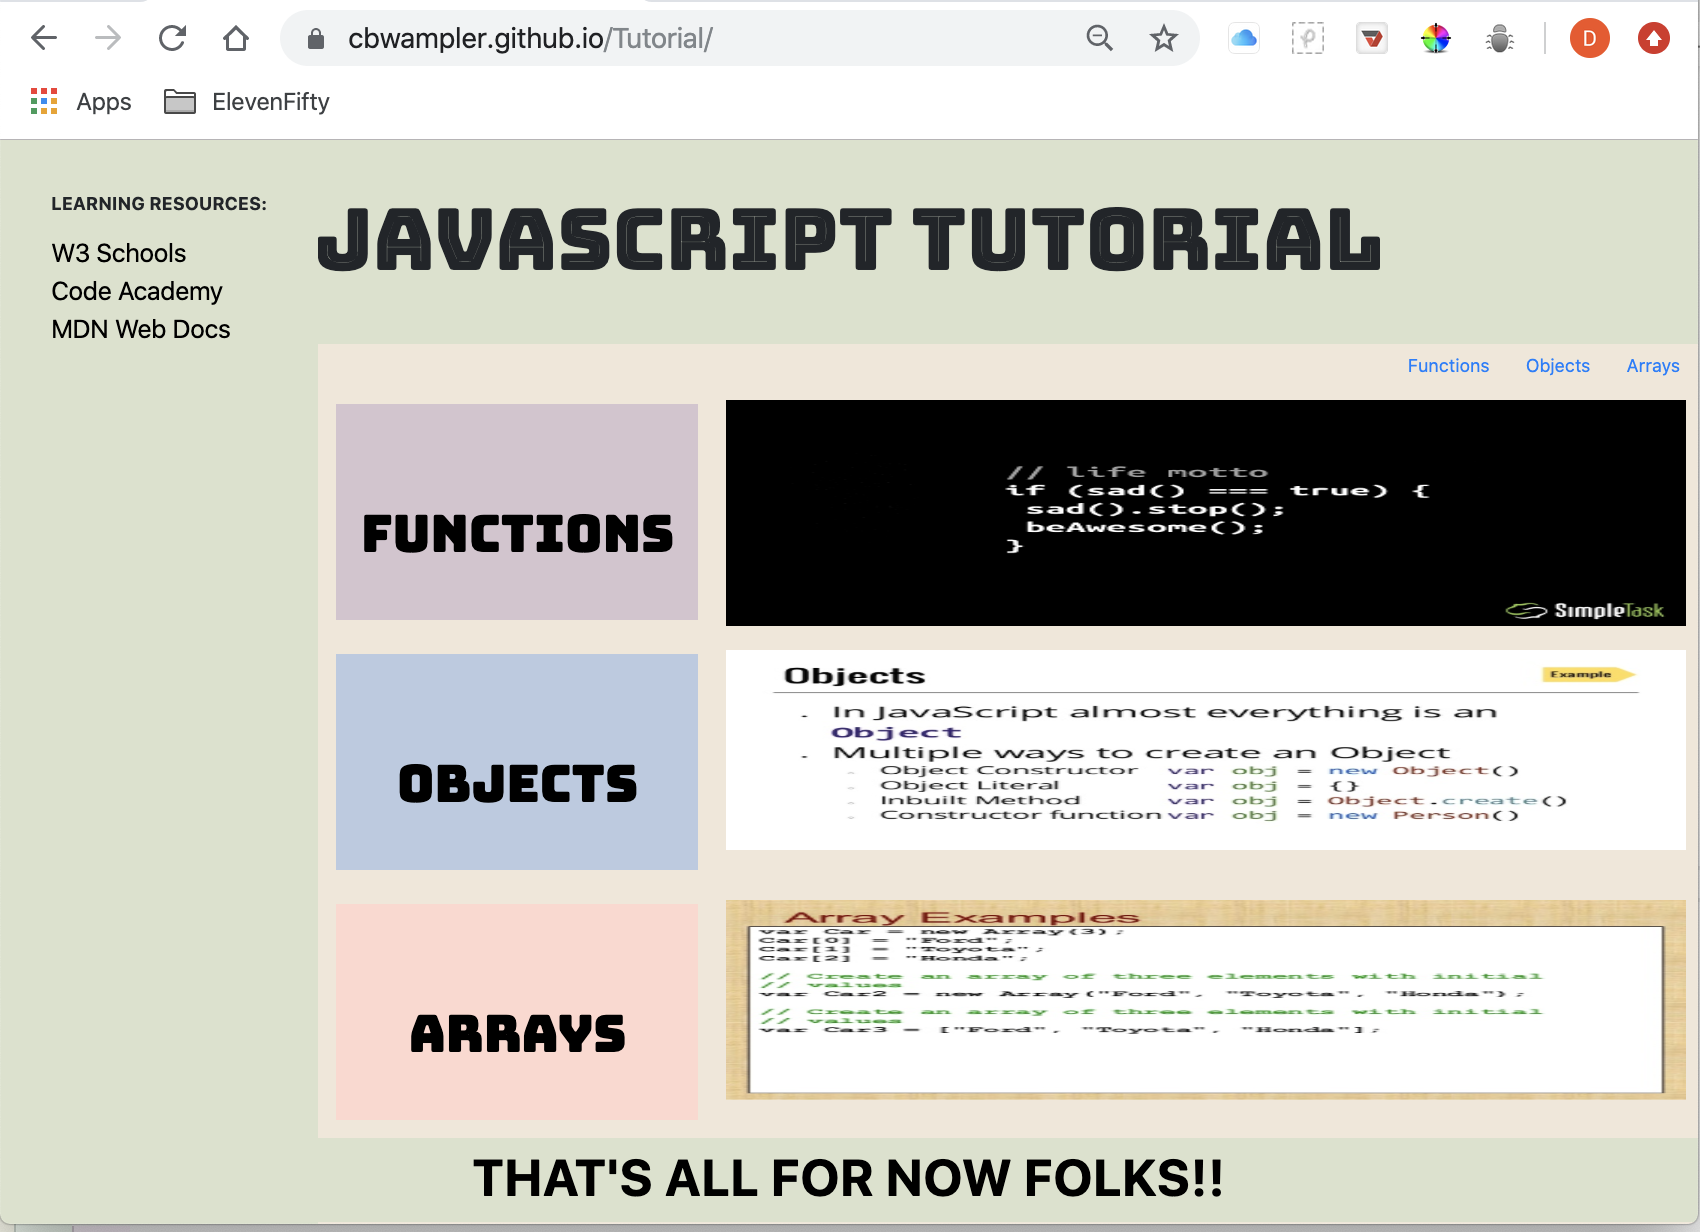 cbwampler.github.io/Tutorial/
D
Apps
ElevenFifty
LEARNING RESOURCES:
W3 Schools
Code Academy
MDN Web Docs
JAVASCRIPT TUTORIAL
Functions Objects Arrays
FUNCTIONS
// life motto
if (sad() === true) {
sad().stop();
beAwesome();
}
SimpleTask
OBJECTS
Objects
Example
. In JavaScript almost everything is an
Object
. Multiple ways to create an Object
Object Constructor var obj = new Object()
Object Literal var obj = {}
Inbuilt Method var obj = Object.create()
Constructor function var obj = new Person()
ARRAYS
Array Examples
var Car = new Array(3);
Car[0] = "Ford";
Car[1] = "Toyota";
Car[2] = "Honda";
// Create an array of three elements with initial
// values
var Car2 = new Array("Ford", "Toyota", "Honda");
// Create an array of three elements with initial
// values
var Car3 = ["Ford", "Toyota", "Honda"];
THAT'S ALL FOR NOW FOLKS!!